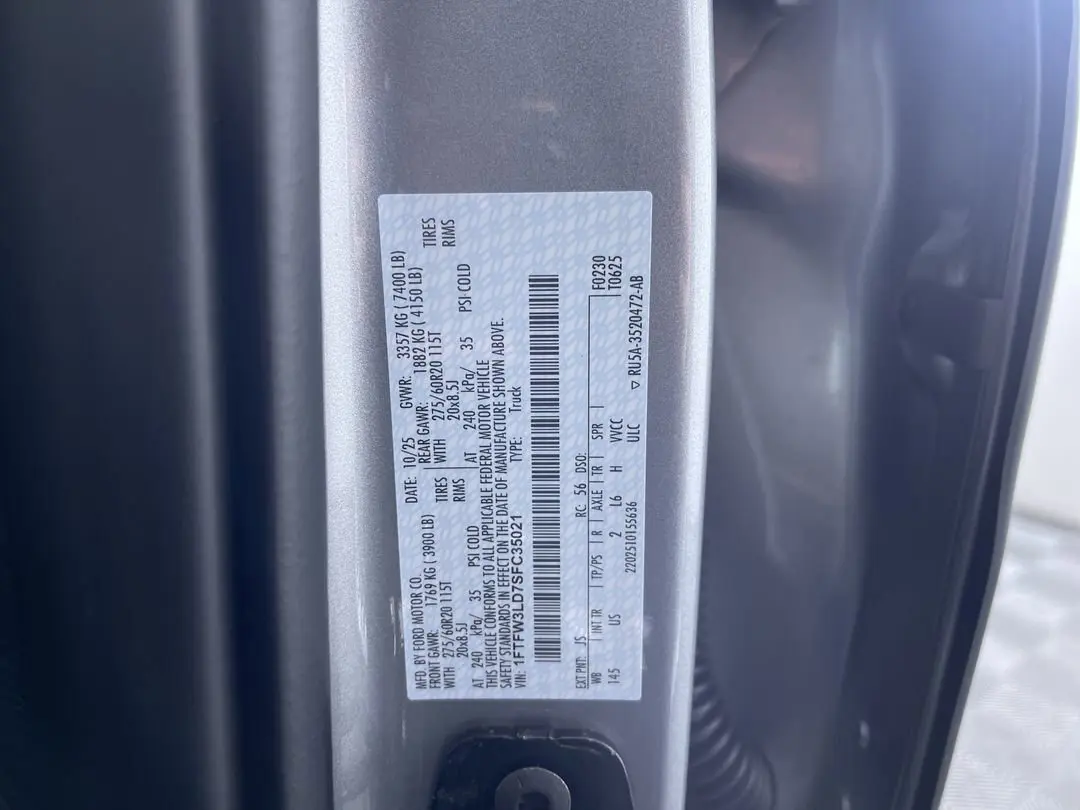 MFD. BY FORD MOTOR CO.
DATE: 10/25 GVWR: 3357 KG ( 7400 LB)
FRONT GAWR: 1769 KG ( 3900 LB)
REAR GAWR: 1882 KG ( 4150 LB)
WITH 275/60R20 115T TIRES
WITH 275/60R20 115T TIRES
20x8.5J RIMS
20x8.5J RIMS
AT 240 kPa/ 35 PSI COLD
AT 240 kPa/ 35 PSI COLD
THIS VEHICLE CONFORMS TO ALL APPLICABLE FEDERAL MOTOR VEHICLE
SAFETY STANDARDS IN EFFECT ON THE DATE OF MANUFACTURE SHOWN ABOVE.
VIN: 1FTFW3LD7SFC35021 TYPE: Truck
EXT PNT: JS RC: 56 DSO: F0230
WB INT TR TP/PS R AXLE TR SPR T0625
145 US 2 L6 H VVCC
2202510155636 ULC ▽ RU5A-3520472-AB